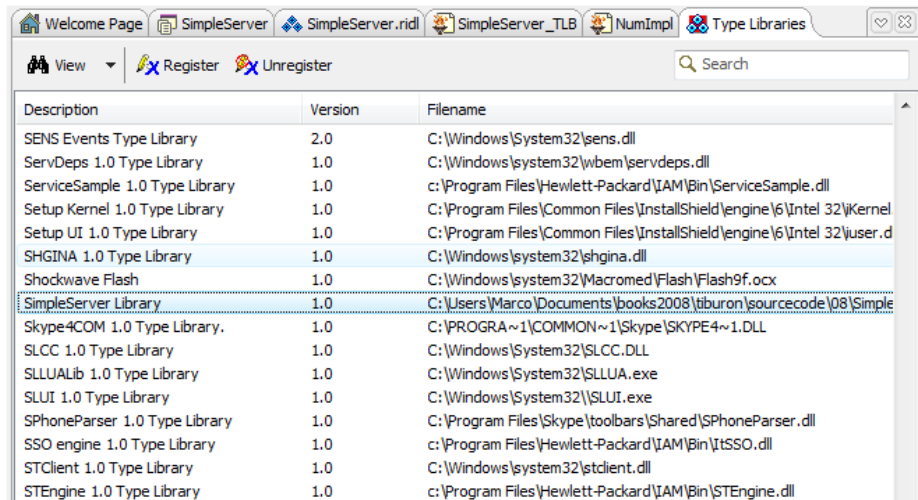 Welcome Page SimpleServer SimpleServer.ridl SimpleServer_TLB NumImpl Type Libraries
View Register Unregister Search
Description Version Filename
SENS Events Type Library 2.0 C:\Windows\System32\sens.dll
ServDeps 1.0 Type Library 1.0 C:\Windows\system32\wbem\servdeps.dll
ServiceSample 1.0 Type Library 1.0 c:\Program Files\Hewlett-Packard\IAM\Bin\ServiceSample.dll
Setup Kernel 1.0 Type Library 1.0 C:\Program Files\Common Files\InstallShield\engine\6\Intel 32\iKernel
Setup UI 1.0 Type Library 1.0 C:\Program Files\Common Files\InstallShield\engine\6\Intel 32\iuser.d
SHGINA 1.0 Type Library 1.0 C:\Windows\system32\shgina.dll
Shockwave Flash 1.0 C:\Windows\system32\Macromed\Flash\Flash9f.ocx
SimpleServer Library 1.0 C:\Users\Marco\Documents\books2008\tiburon\sourcecode\08\Simple
Skype4COM 1.0 Type Library. 1.0 C:\PROGRA~1\COMMON~1\Skype\SKYPE4~1.DLL
SLCC 1.0 Type Library 1.0 C:\Windows\System32\SLCC.DLL
SLLUALib 1.0 Type Library 1.0 C:\Windows\System32\SLLUA.exe
SLUI 1.0 Type Library 1.0 C:\Windows\System32\\SLUI.exe
SPhoneParser 1.0 Type Library 1.0 C:\Program Files\Skype\toolbars\Shared\SPhoneParser.dll
SSO engine 1.0 Type Library 1.0 c:\Program Files\Hewlett-Packard\IAM\Bin\ItSSO.dll
STClient 1.0 Type Library 1.0 C:\Windows\system32\stclient.dll
STEngine 1.0 Type Library 1.0 c:\Program Files\Hewlett-Packard\IAM\Bin\STEngine.dll